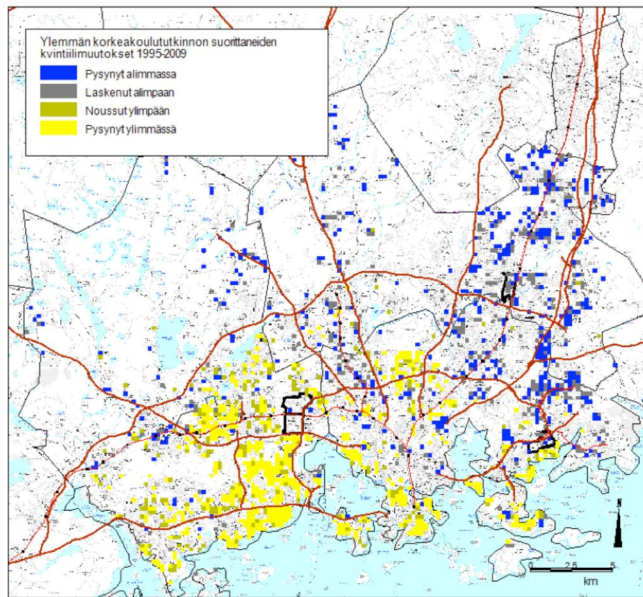 Ylemmän korkeakoulututkinnon suorittaneiden
kvintiilimuutokset 1995-2009
Pysynyt alimmassa
Laskenut alimpaan
Noussut ylimpään
Pysynyt ylimmässä
N
0 2,5 5
km